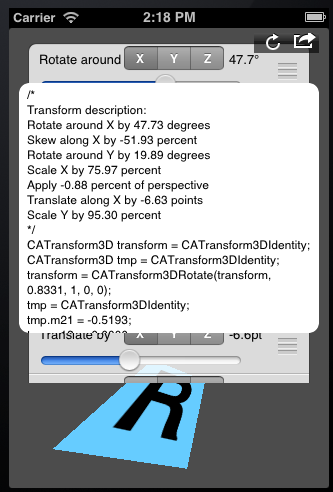 Carrier 2:18 PM
Rotate around X Y Z 47.7°
/*
Transform description:
Rotate around X by 47.73 degrees
Skew along X by -51.93 percent
Rotate around Y by 19.89 degrees
Scale X by 75.97 percent
Apply -0.88 percent of perspective
Translate along X by -6.63 points
Scale Y by 95.30 percent
*/
CATransform3D transform = CATransform3DIdentity;
CATransform3D tmp = CATransform3DIdentity;
transform = CATransform3DRotate(transform,
0.8331, 1, 0, 0);
tmp = CATransform3DIdentity;
tmp.m21 = -0.5193;
Translate by X Y Z -6.6pt
R